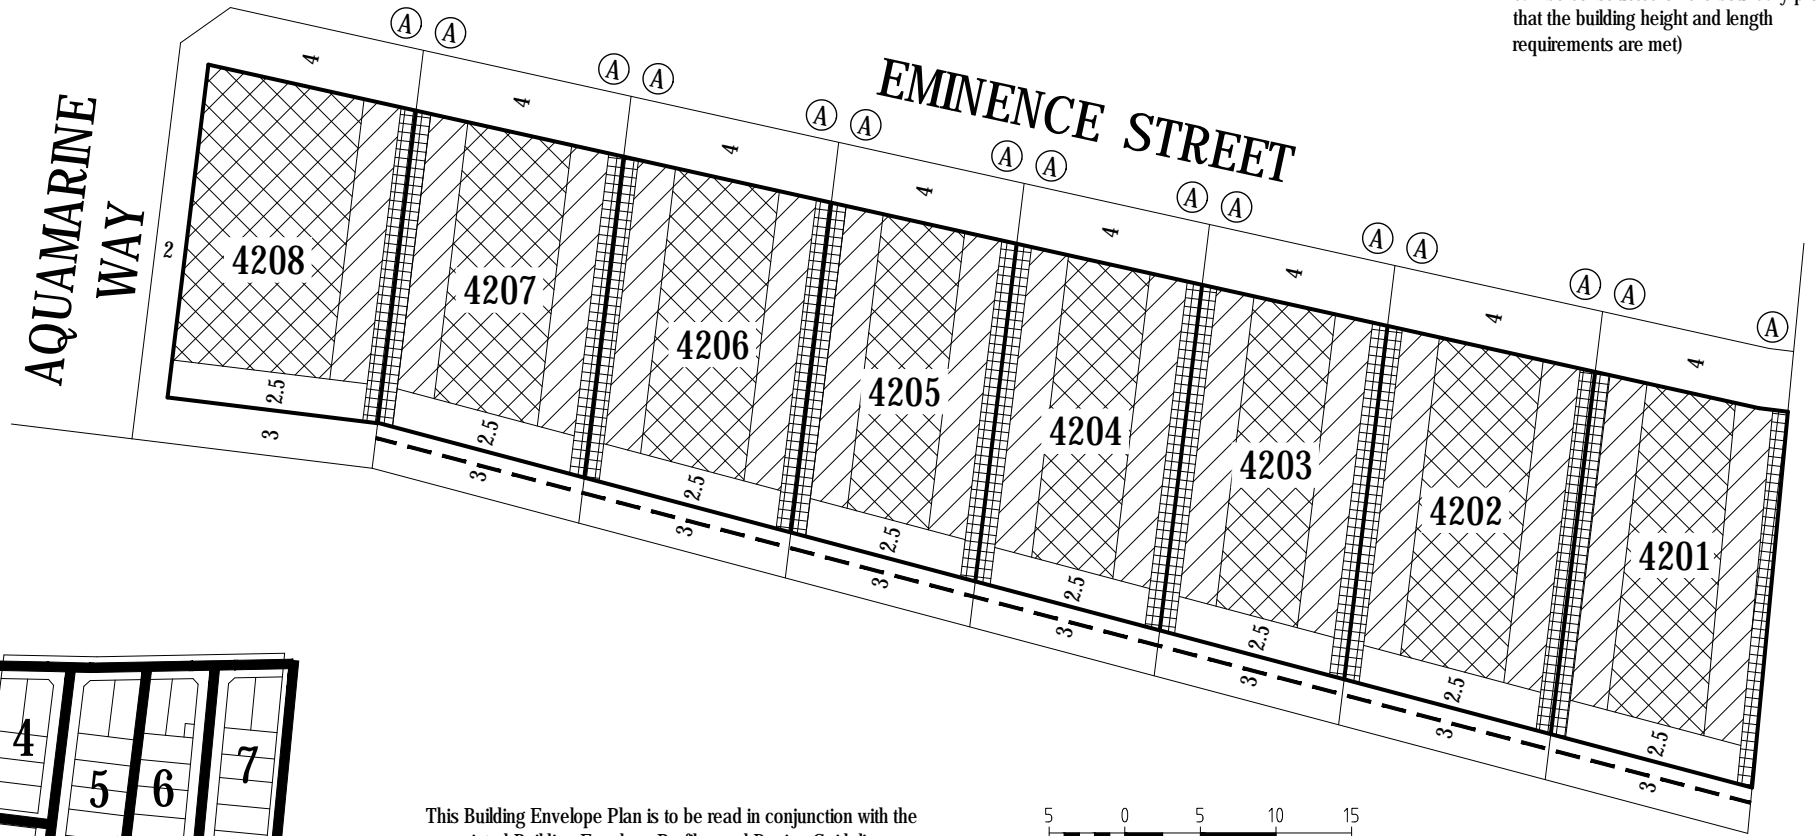 that the building height and length
requirements are met)
EMINENCE STREET
AQUAMARINE
WAY
A A A A A A A A A A A A A A A
4 4 4 4 4 4 4 4
2
4208
4207
4206
4205
4204
4203
4202
4201
2.5 2.5 2.5 2.5 2.5 2.5 2.5 2.5
3 3 3 3 3 3 3 3
4
5
6
7
This Building Envelope Plan is to be read in conjunction with the
5 0 5 10 15